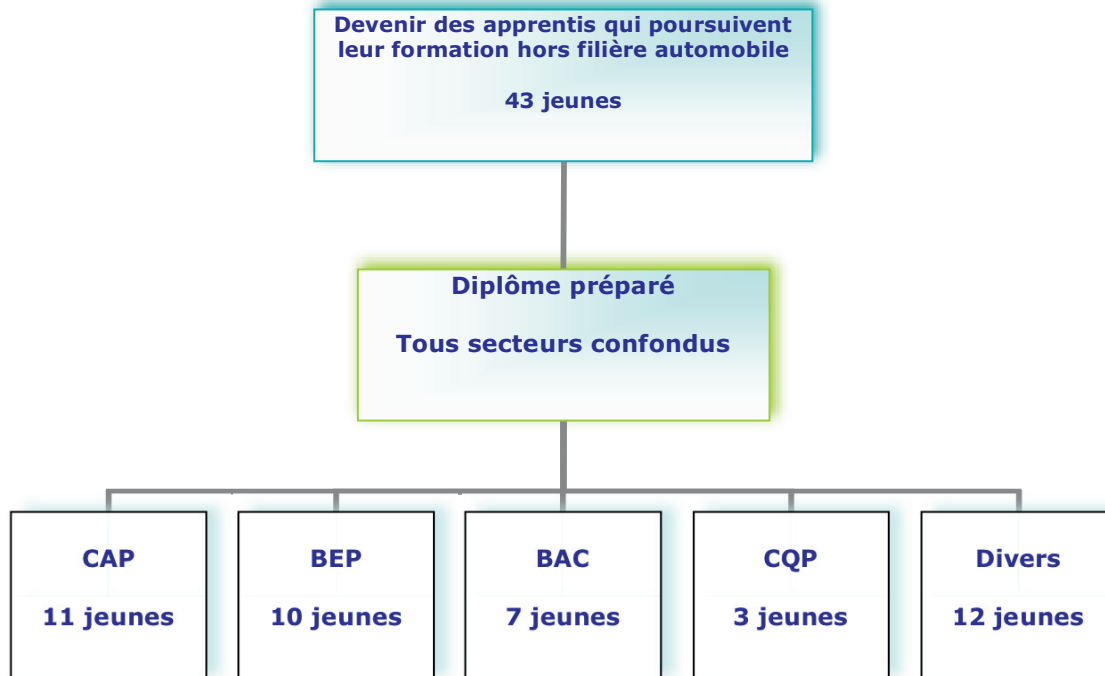 Devenir des apprentis qui poursuivent
leur formation hors filière automobile
43 jeunes
Diplôme préparé
Tous secteurs confondus
CAP
11 jeunes
BEP
10 jeunes
BAC
7 jeunes
CQP
3 jeunes
Divers
12 jeunes